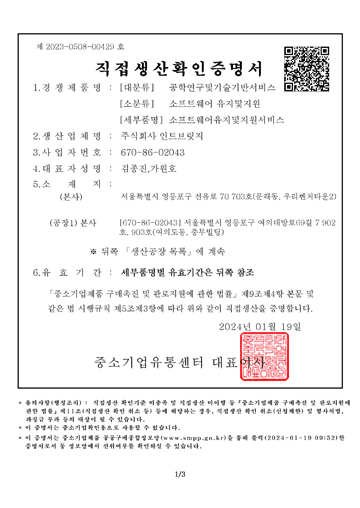 제 2023-0508-00429 호
직접생산확인증명서
1.경 쟁 제 품 명 : [대분류] 공학연구및기술기반서비스
[소분류] 소프트웨어 유지및지원
[세부품명] 소프트웨어유지및지원서비스
2.생 산 업 체 명 : 주식회사 인트브릿지
3.사 업 자 번 호 : 670-86-02043
4.대 표 자 성 명 : 김종진,가원호
5.소 재 지 :
(본사) 서울특별시 영등포구 선유로 70 703호(문래동, 우리벤처타운2)
(공장1) 본사 [670-86-02043] 서울특별시 영등포구 여의대방로69길 7 902
호, 903호(여의도동, 충무빌딩)
※ 뒤쪽 「생산공장 목록」에 계속
6.유 효 기 간 : 세부품명별 유효기간은 뒤쪽 참조
「중소기업제품 구매촉진 및 판로지원에 관한 법률」 제9조제4항 본문 및
같은 법 시행규칙 제5조제3항에 따라 위와 같이 직접생산을 증명합니다.
2024년 01월 19일
중소기업유통센터 대표이사
* 유의사항(행정조치) : 직접생산 확인기준 미충족 및 직접생산 미이행 등 「중소기업제품 구매촉진 및 판로지원에
관한 법률」 제11조(직접생산 확인 취소 등) 등에 해당하는 경우, 직접생산 확인 취소(신청제한) 및 형사처벌,
과징금 부과 등의 대상이 될 수 있습니다.
* 이 증명서는 중소기업확인용으로 사용할 수 없습니다.
* 이 증명서는 중소기업제품 공공구매종합정보망(www.smpp.go.kr)을 통해 출력(2024-01-19 09:52)한
증명서로서 동 정보망에서 진위여부를 확인하실 수 있습니다.
1/3